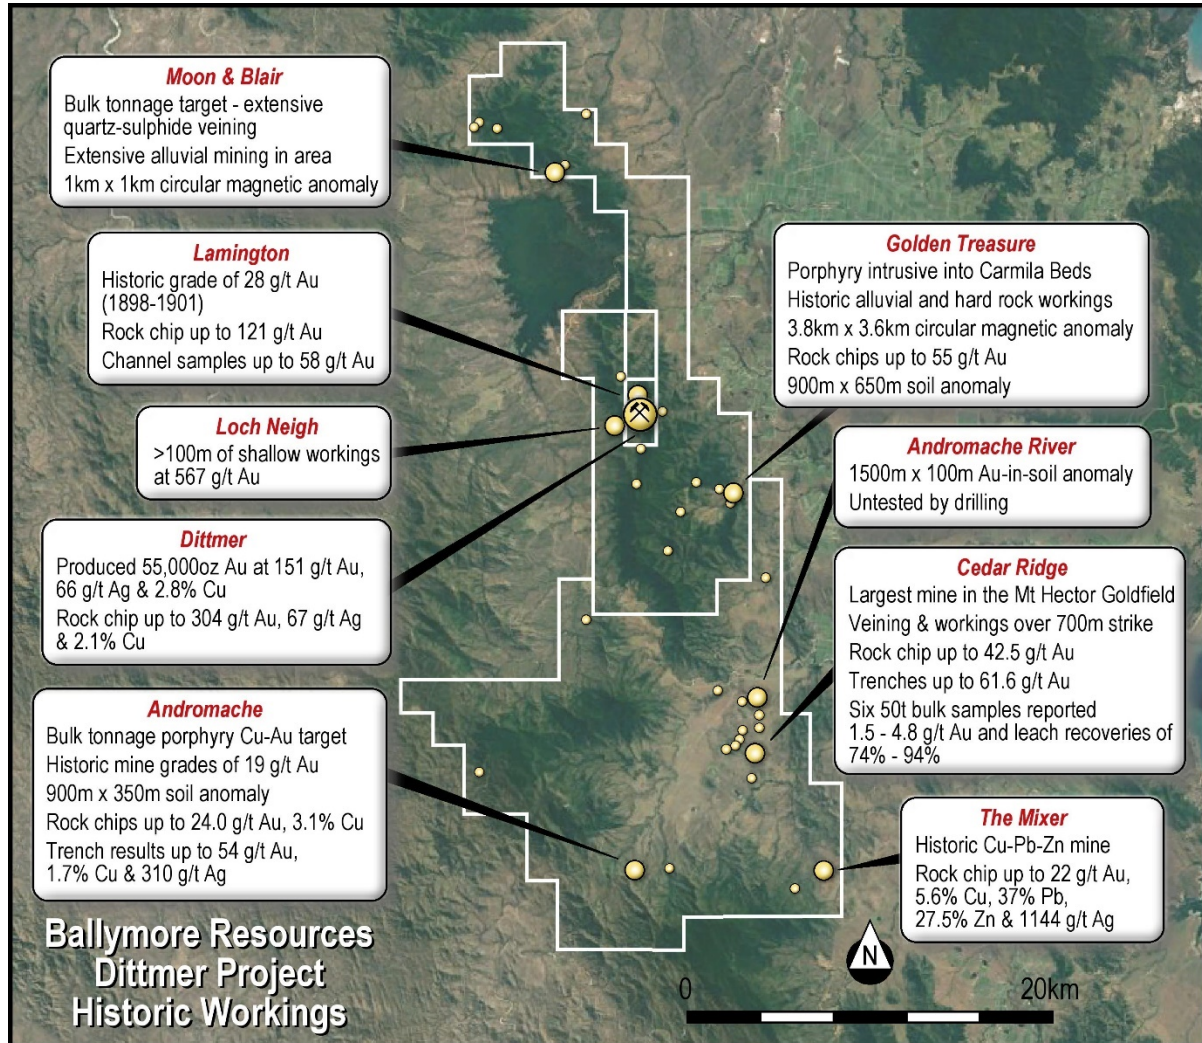 Moon & Blair
Bulk tonnage target - extensive
quartz-sulphide veining
Extensive alluvial mining in area
1km x 1km circular magnetic anomaly
Lamington
Historic grade of 28 g/t Au
(1898-1901)
Rock chip up to 121 g/t Au
Channel samples up to 58 g/t Au
Loch Neigh
>100m of shallow workings
at 567 g/t Au
Dittmer
Produced 55,000oz Au at 151 g/t Au,
66 g/t Ag & 2.8% Cu
Rock chip up to 304 g/t Au, 67 g/t Ag
& 2.1% Cu
Andromache
Bulk tonnage porphyry Cu-Au target
Historic mine grades of 19 g/t Au
900m x 350m soil anomaly
Rock chips up to 24.0 g/t Au, 3.1% Cu
Trench results up to 54 g/t Au,
1.7% Cu & 310 g/t Ag
Golden Treasure
Porphyry intrusive into Carmila Beds
Historic alluvial and hard rock workings
3.8km x 3.6km circular magnetic anomaly
Rock chips up to 55 g/t Au
900m x 650m soil anomaly
Andromache River
1500m x 100m Au-in-soil anomaly
Untested by drilling
Cedar Ridge
Largest mine in the Mt Hector Goldfield
Veining & workings over 700m strike
Rock chip up to 42.5 g/t Au
Trenches up to 61.6 g/t Au
Six 50t bulk samples reported
1.5 - 4.8 g/t Au and leach recoveries of
74% - 94%
The Mixer
Historic Cu-Pb-Zn mine
Rock chip up to 22 g/t Au,
5.6% Cu, 37% Pb,
27.5% Zn & 1144 g/t Ag
Ballymore Resources
Dittmer Project
Historic Workings
N
0 20km